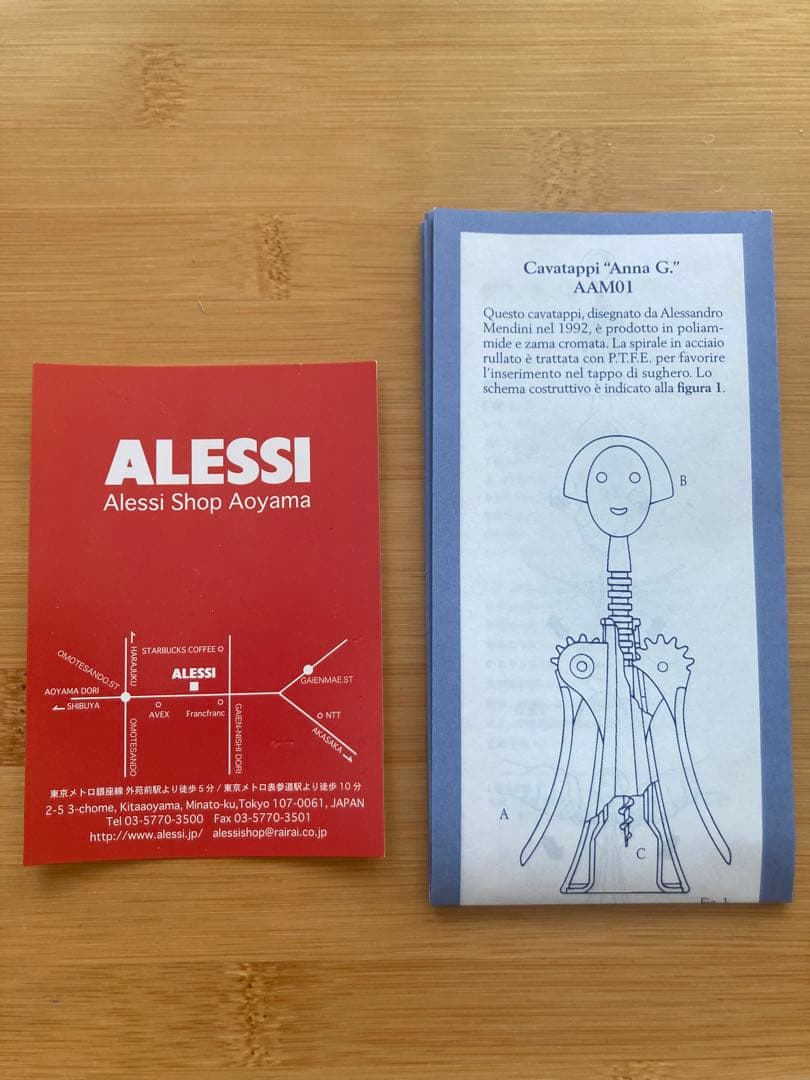 ALESSI
Alessi Shop Aoyama
OMOTESANDO.ST
HARAJUKU
STARBUCKS COFFEE
ALESSI
GAIENMAE.ST
AOYAMA DORI
SHIBUYA
AVEX
Francfranc
NTT
OMOTESANDO
GAIEN-NISHI DORI
AKASAKA
東京メトロ銀座線 外苑前駅より徒歩5分/東京メトロ表参道駅より徒歩10分
2-5 3-chome, Kitaaoyama, Minato-ku,Tokyo 107-0061, JAPAN
Tel 03-5770-3500 Fax 03-5770-3501
http://www.alessi.jp/ alessishop@rairai.co.jp
Cavatappi “Anna G.”
AAM01
Questo cavatappi, disegnato da Alessandro
Mendini nel 1992, è prodotto in poliam-
mide e zama cromata. La spirale in acciaio
rullato è trattata con P.T.F.E. per favorire
l'inserimento nel tappo di sughero. Lo
schema costruttivo è indicato alla figura 1.
B
A
C
Fig. 1